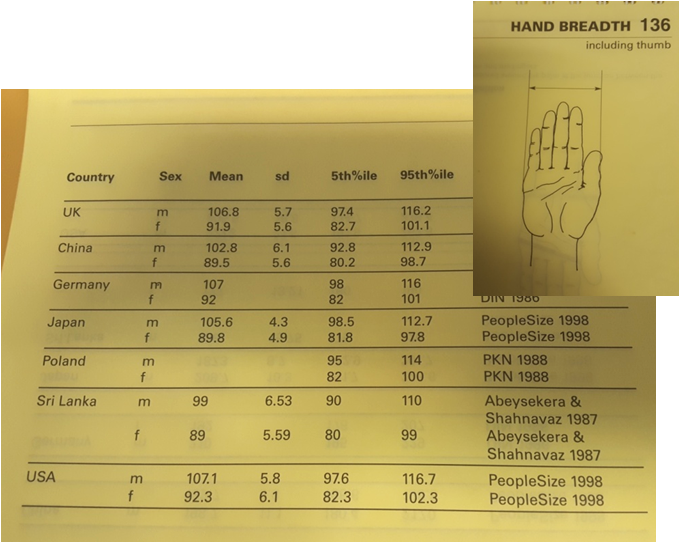 HAND BREADTH 136
including thumb
Country Sex Mean sd 5th%ile 95th%ile
UK m 106.8 5.7 97.4 116.2
f 91.9 5.6 82.7 101.1
China m 102.8 6.1 92.8 112.9
f 89.5 5.6 80.2 98.7
Germany m 107 98 116
f 92 82 101 DIN 1986
Japan m 105.6 4.3 98.5 112.7 PeopleSize 1998
f 89.8 4.9 81.8 97.8 PeopleSize 1998
Poland m 95 114 PKN 1988
f 82 100 PKN 1988
Sri Lanka m 99 6.53 90 110 Abeysekera &
Shahnavaz 1987
f 89 5.59 80 99 Abeysekera &
Shahnavaz 1987
USA m 107.1 5.8 97.6 116.7 PeopleSize 1998
f 92.3 6.1 82.3 102.3 PeopleSize 1998